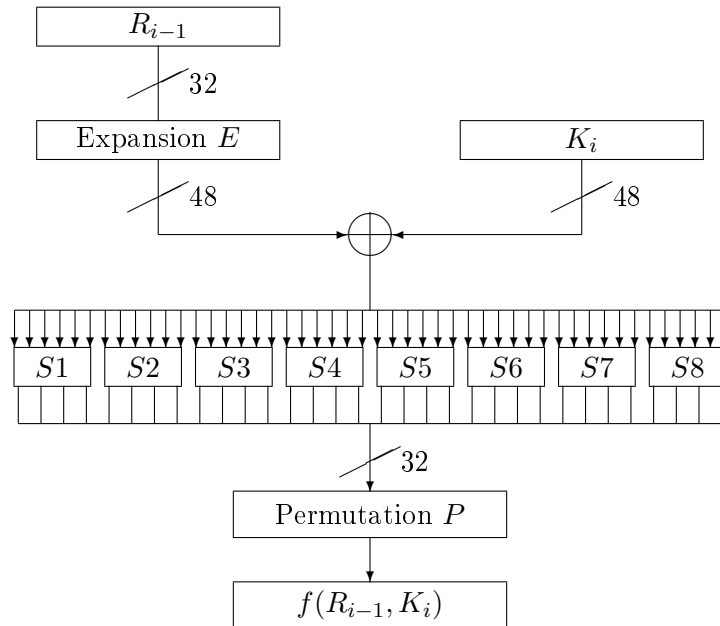 R_{i−1}
32
Expansion E
K_i
48
48
S1 S2 S3 S4 S5 S6 S7 S8
32
Permutation P
f(R_{i−1}, K_i)